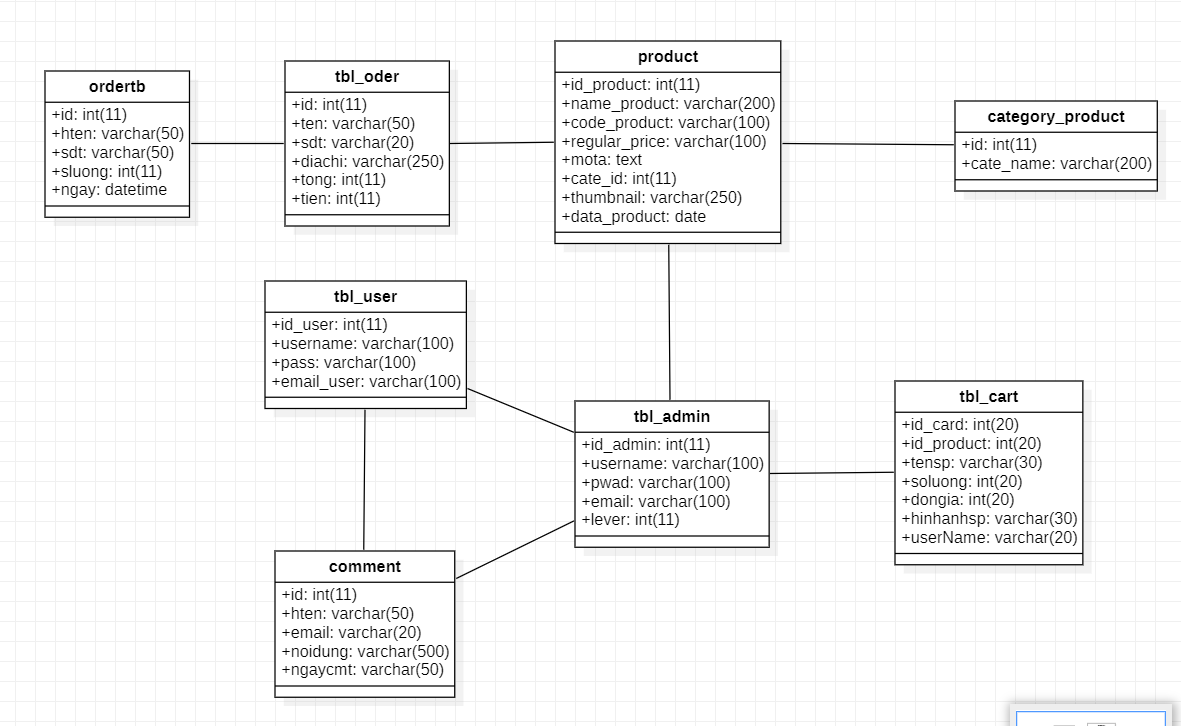 ordertb
+id: int(11)
+hten: varchar(50)
+sdt: varchar(50)
+sluong: int(11)
+ngay: datetime
tbl_oder
+id: int(11)
+ten: varchar(50)
+sdt: varchar(20)
+diachi: varchar(250)
+tong: int(11)
+tien: int(11)
product
+id_product: int(11)
+name_product: varchar(200)
+code_product: varchar(100)
+regular_price: varchar(100)
+mota: text
+cate_id: int(11)
+thumbnail: varchar(250)
+data_product: date
category_product
+id: int(11)
+cate_name: varchar(200)
tbl_user
+id_user: int(11)
+username: varchar(100)
+pass: varchar(100)
+email_user: varchar(100)
tbl_admin
+id_admin: int(11)
+username: varchar(100)
+pwad: varchar(100)
+email: varchar(100)
+lever: int(11)
tbl_cart
+id_card: int(20)
+id_product: int(20)
+tensp: varchar(30)
+soluong: int(20)
+dongia: int(20)
+hinhanhsp: varchar(30)
+userName: varchar(20)
comment
+id: int(11)
+hten: varchar(50)
+email: varchar(20)
+noidung: varchar(500)
+ngaycmt: varchar(50)